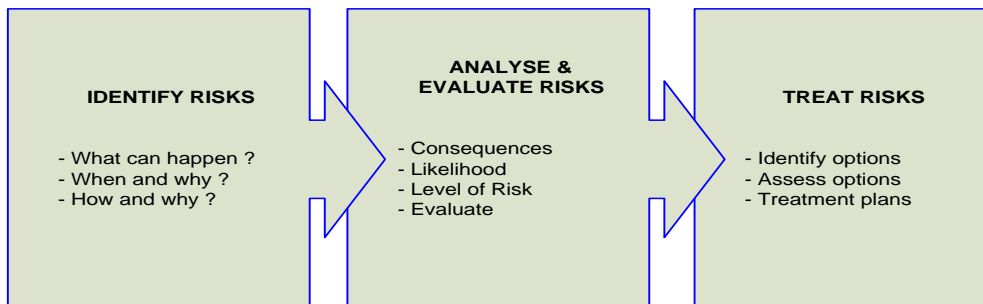 IDENTIFY RISKS
- What can happen ?
- When and why ?
- How and why ?
ANALYSE &
EVALUATE RISKS
- Consequences
- Likelihood
- Level of Risk
- Evaluate
TREAT RISKS
- Identify options
- Assess options
- Treatment plans